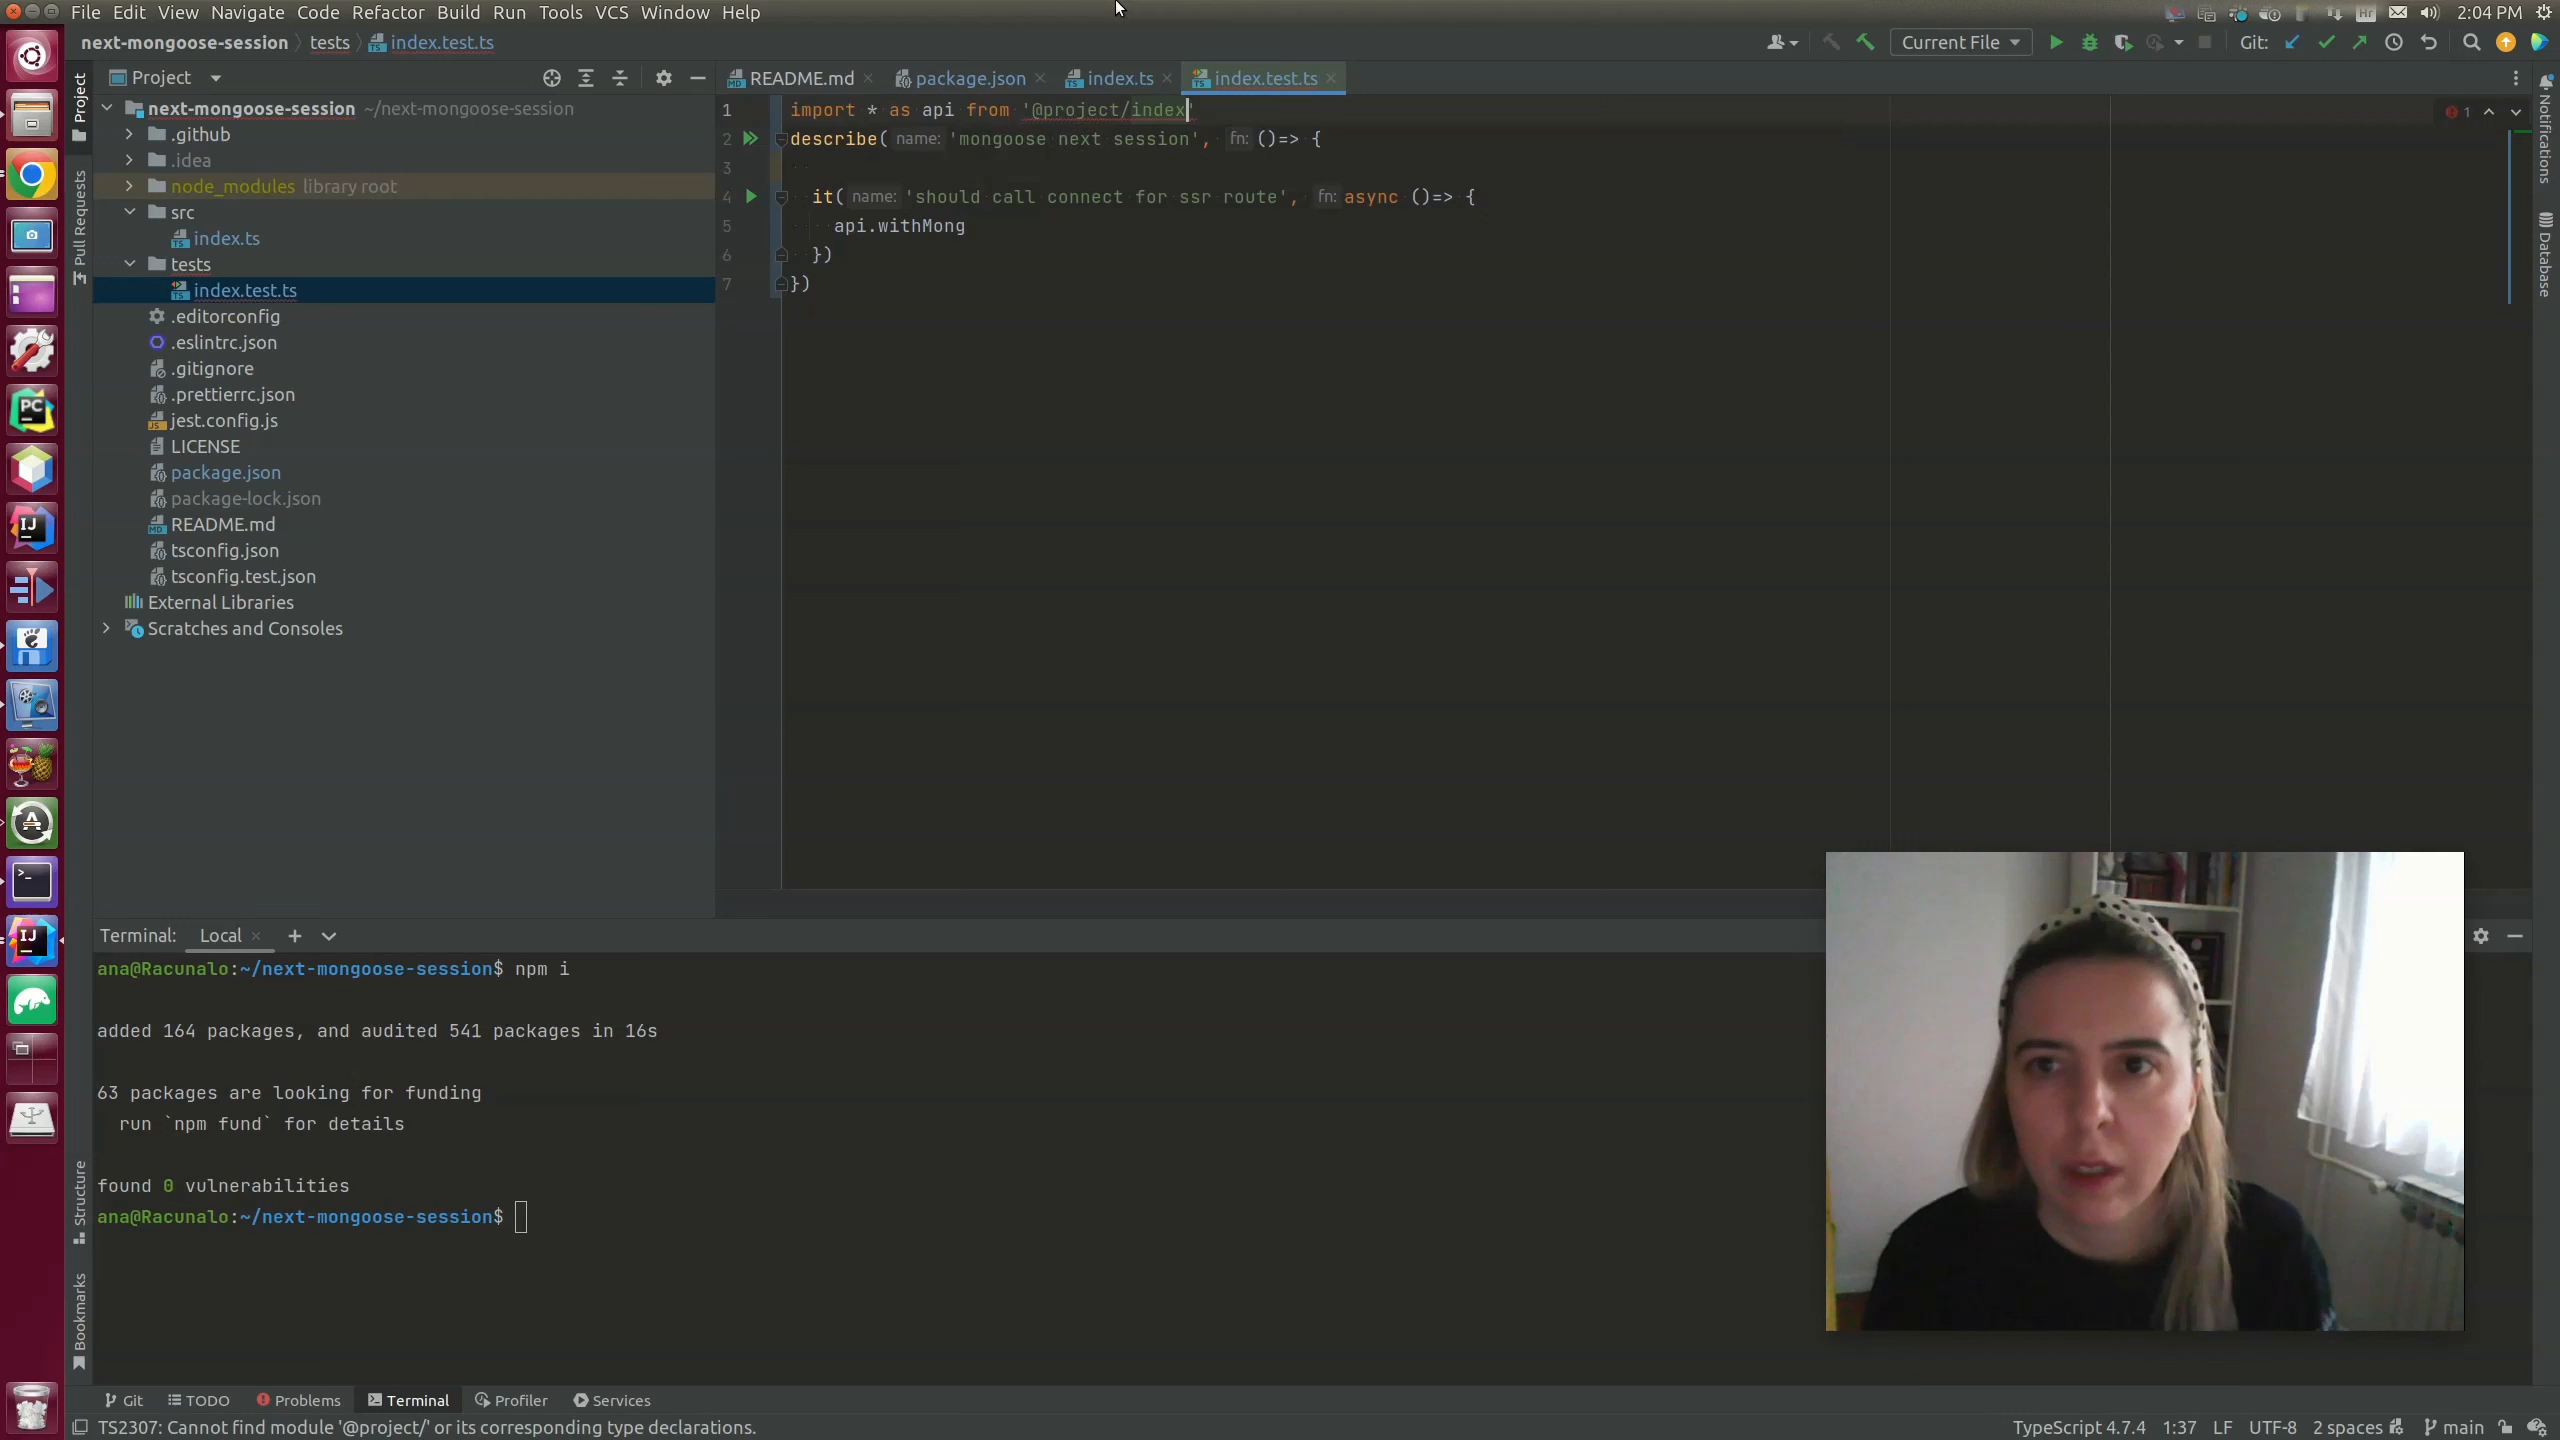 File Edit View Navigate Code Refactor Build Run Tools VCS Window Help
Hr 2:04 PM
next-mongoose-session tests index.test.ts
Current File Git:
Project
README.md package.json index.ts index.test.ts
next-mongoose-session ~/next-mongoose-session
.github
.idea
node_modules library root
src
index.ts
tests
index.test.ts
.editorconfig
.eslintrc.json
.gitignore
.prettierrc.json
jest.config.js
LICENSE
package.json
package-lock.json
README.md
tsconfig.json
tsconfig.test.json
External Libraries
Scratches and Consoles
1 import * as api from '@project/index'
2 describe( name: 'mongoose next session', fn: ()=> {
3
4 it( name: 'should call connect for ssr route', fn: async ()=> {
5 api.withMong
6 })
7 })
1
Project
Pull Requests
Structure
Bookmarks
Notifications
Database
Terminal: Local
ana@Racunalo:~/next-mongoose-session$ npm i
added 164 packages, and audited 541 packages in 16s
63 packages are looking for funding
run `npm fund` for details
found 0 vulnerabilities
ana@Racunalo:~/next-mongoose-session$
Git TODO Problems Terminal Profiler Services
TS2307: Cannot find module '@project/' or its corresponding type declarations.
TypeScript 4.7.4 1:37 LF UTF-8 2 spaces main